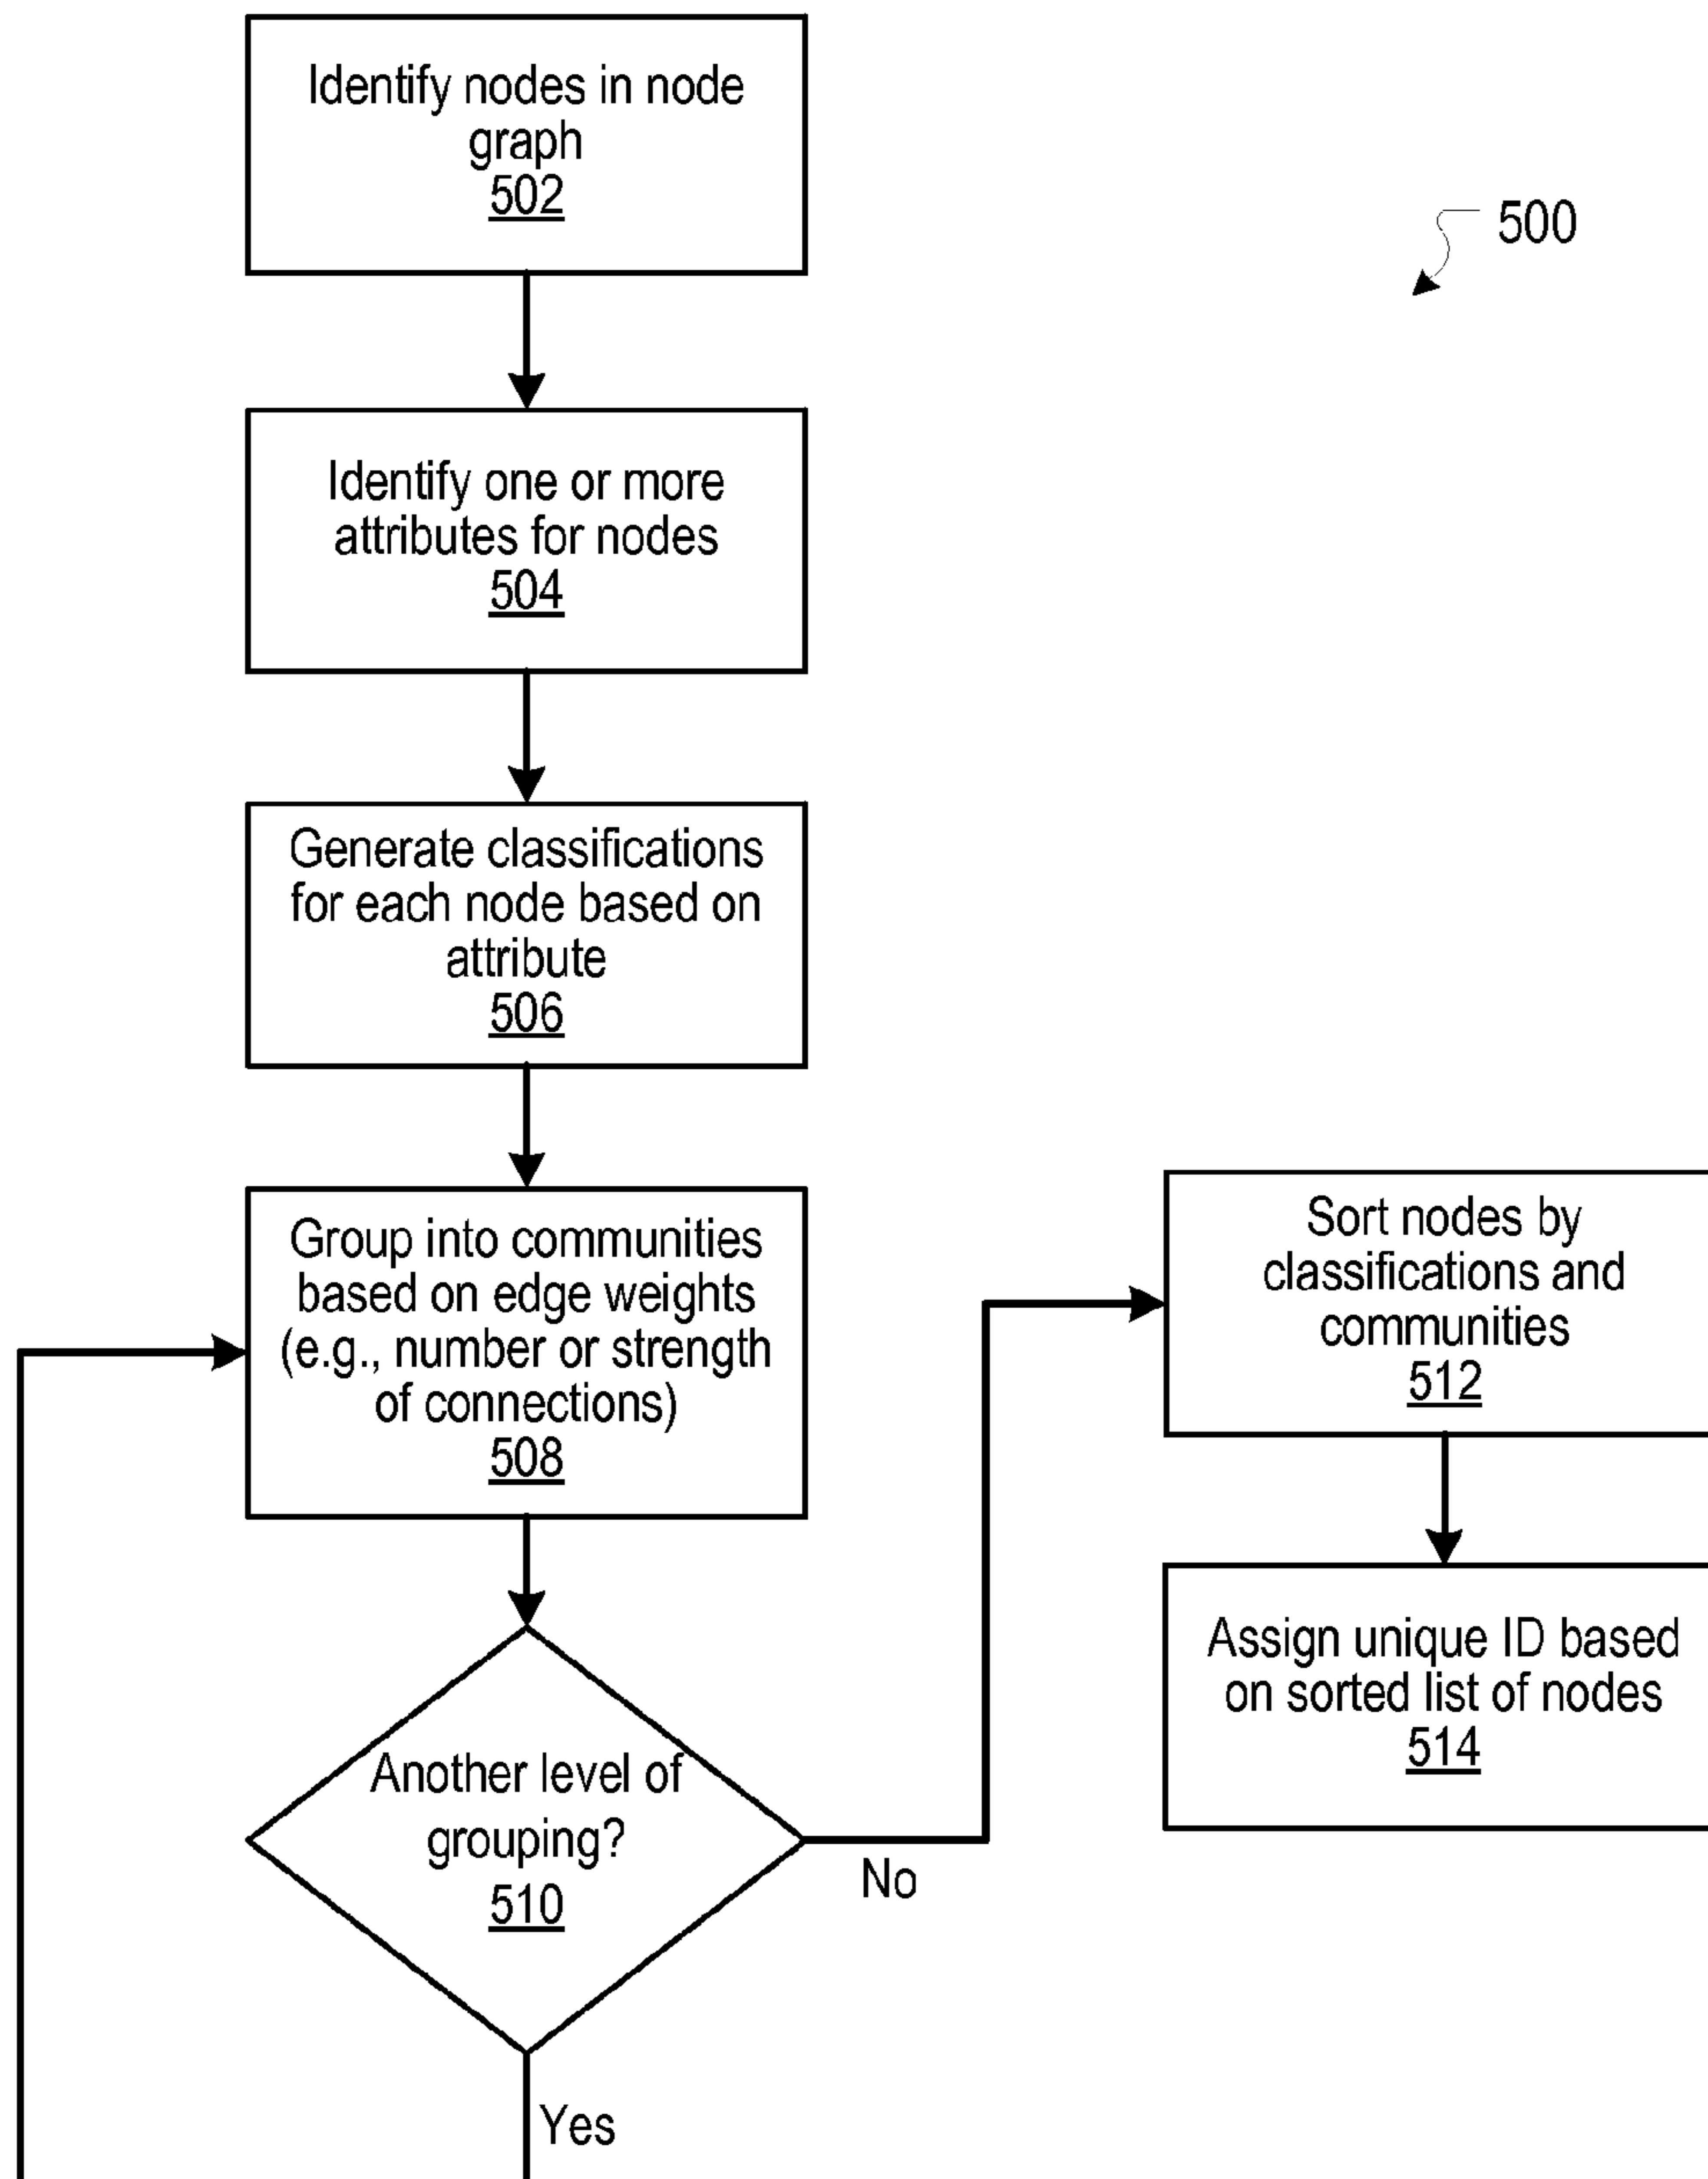 Identify nodes in node
graph
502
500
Identify one or more
attributes for nodes
504
Generate classifications
for each node based on
attribute
506
Group into communities
based on edge weights
(e.g., number or strength
of connections)
508
Another level of
grouping?
510
No
Yes
Sort nodes by
classifications and
communities
512
Assign unique ID based
on sorted list of nodes
514